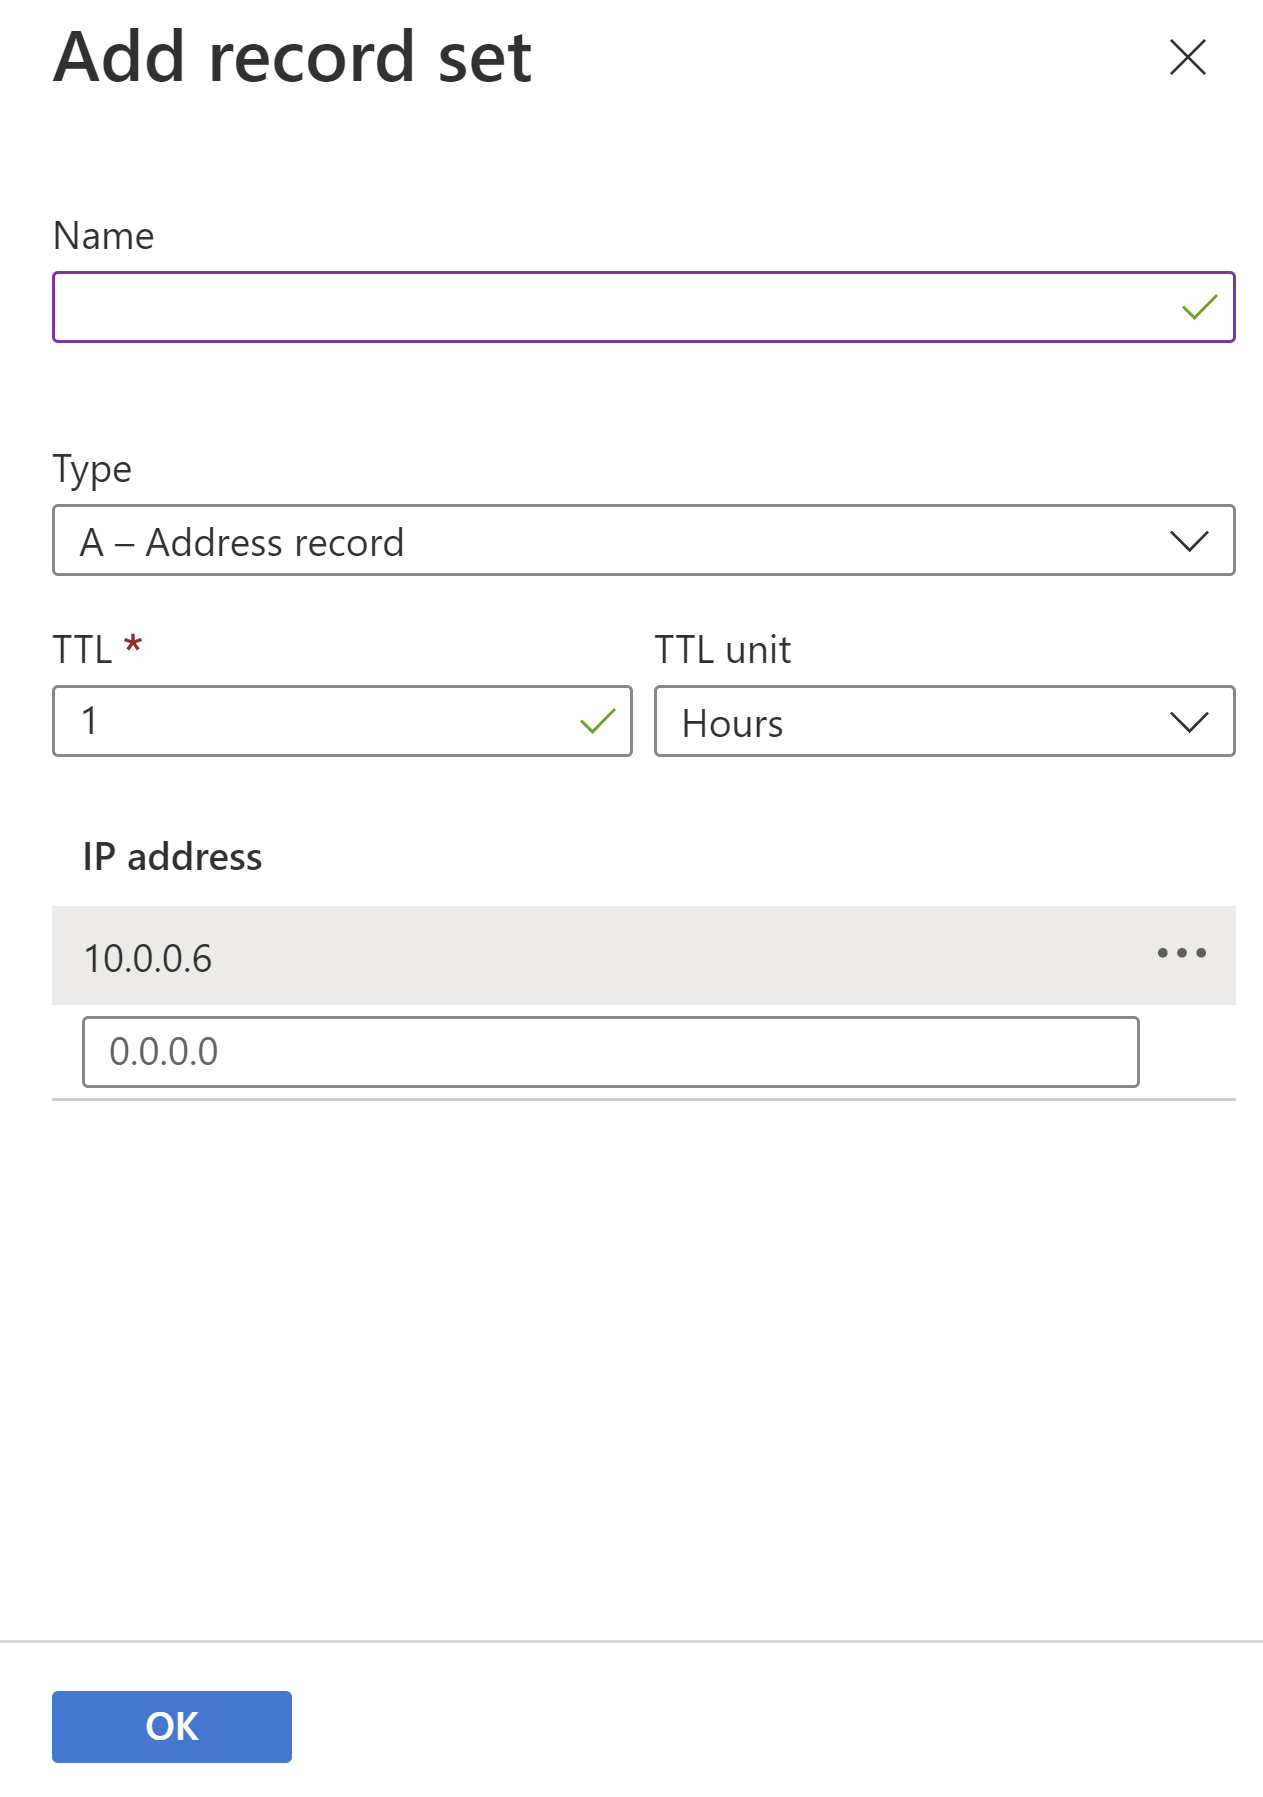 Add record set
Name
Type
A – Address record
TTL *
TTL unit
1
Hours
IP address
10.0.0.6
0.0.0.0
OK